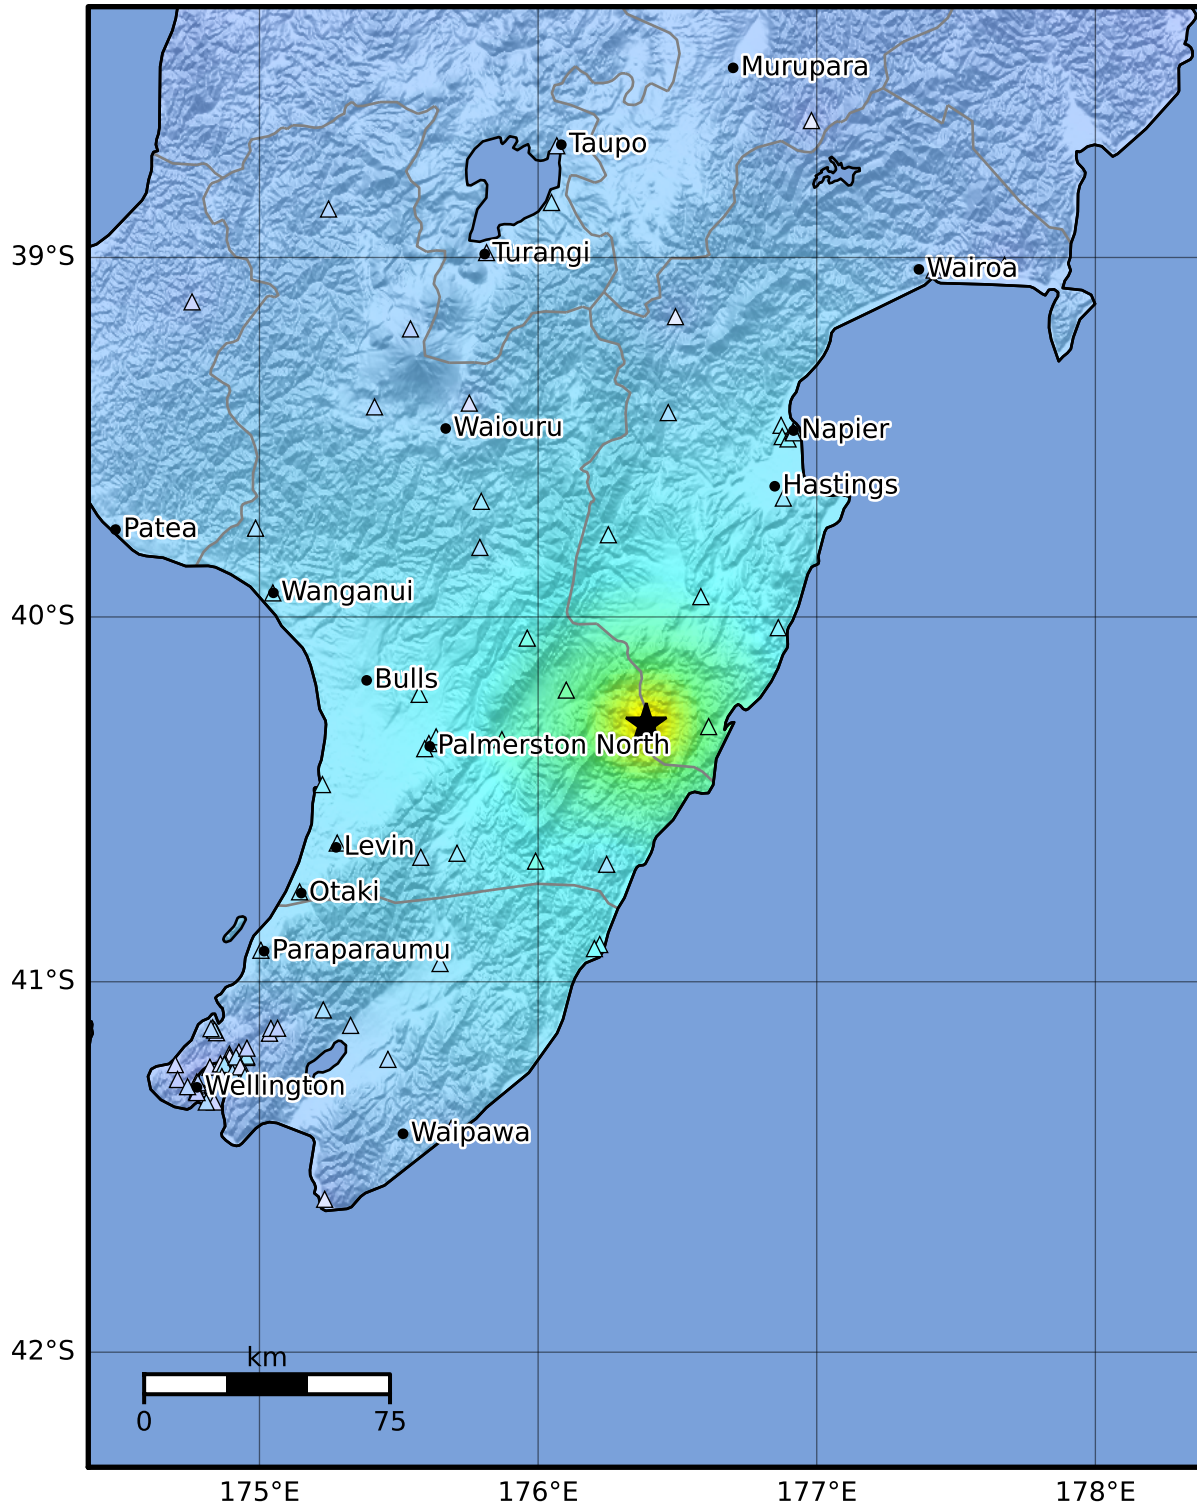 Murupara
Taupo
39°S
Turangi
Wairoa
Waiouru
Napier
Hastings
Patea
Wanganui
40°S
Bulls
Palmerston North
Levin
Otaki
Paraparaumu
41°S
Wellington
Waipawa
42°S
km
0 75
175°E 176°E 177°E 178°E